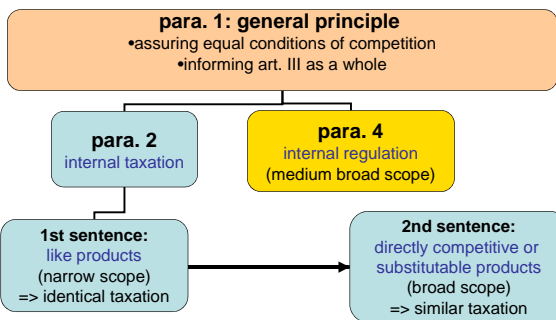 para. 1: general principle
•assuring equal conditions of competition
•informing art. III as a whole
para. 2
internal taxation
para. 4
internal regulation
(medium broad scope)
1st sentence:
like products
(narrow scope)
=> identical taxation
2nd sentence:
directly competitive or
substitutable products
(broad scope)
=> similar taxation